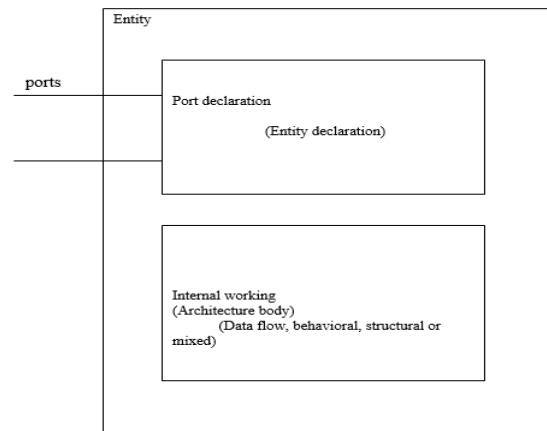 Entity
ports
Port declaration
(Entity declaration)
Internal working
(Architecture body)
(Data flow, behavioral, structural or
mixed)